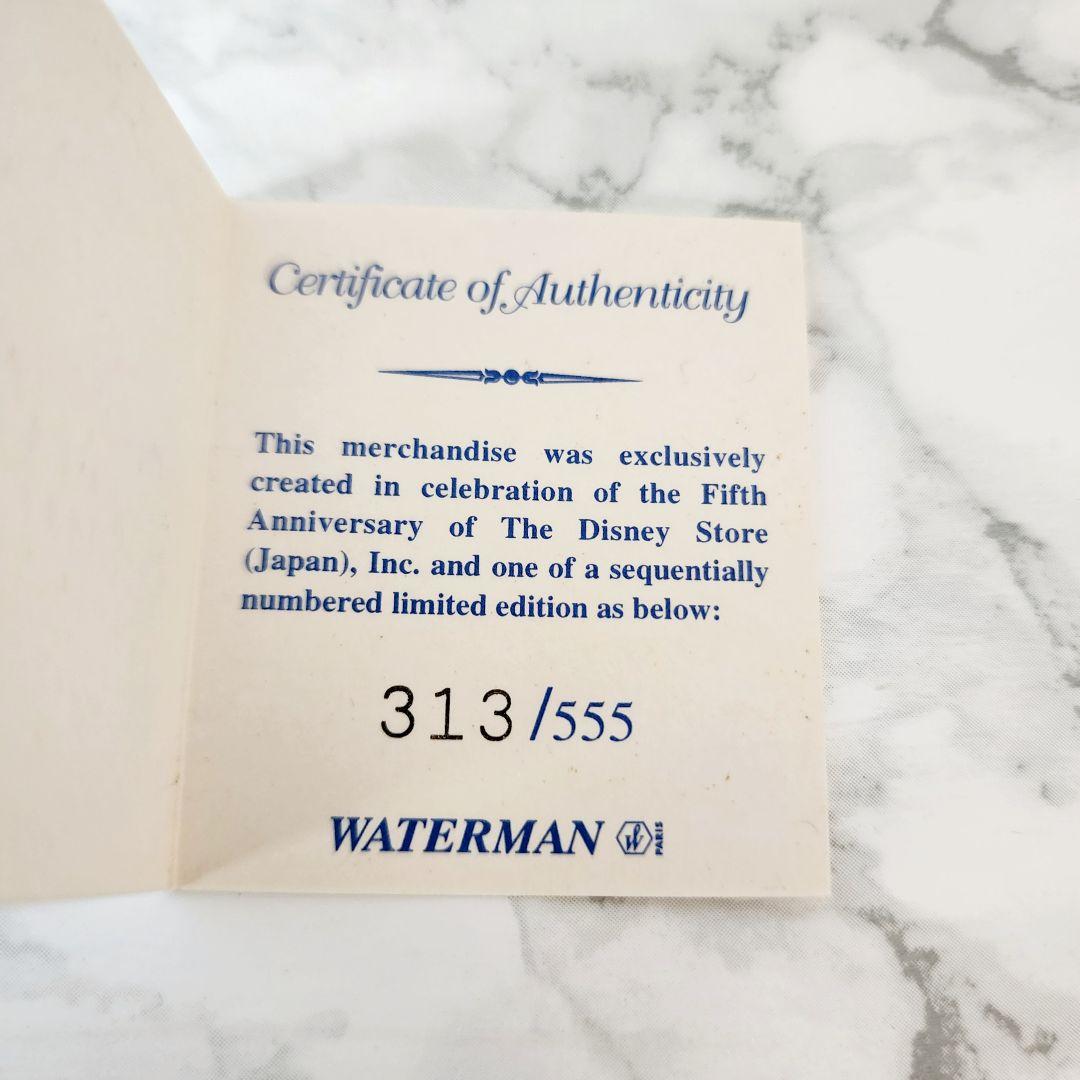 Certificate of Authenticity
This merchandise was exclusively
created in celebration of the Fifth
Anniversary of The Disney Store
(Japan), Inc. and one of a sequentially
numbered limited edition as below:
313/555
WATERMAN W PARIS